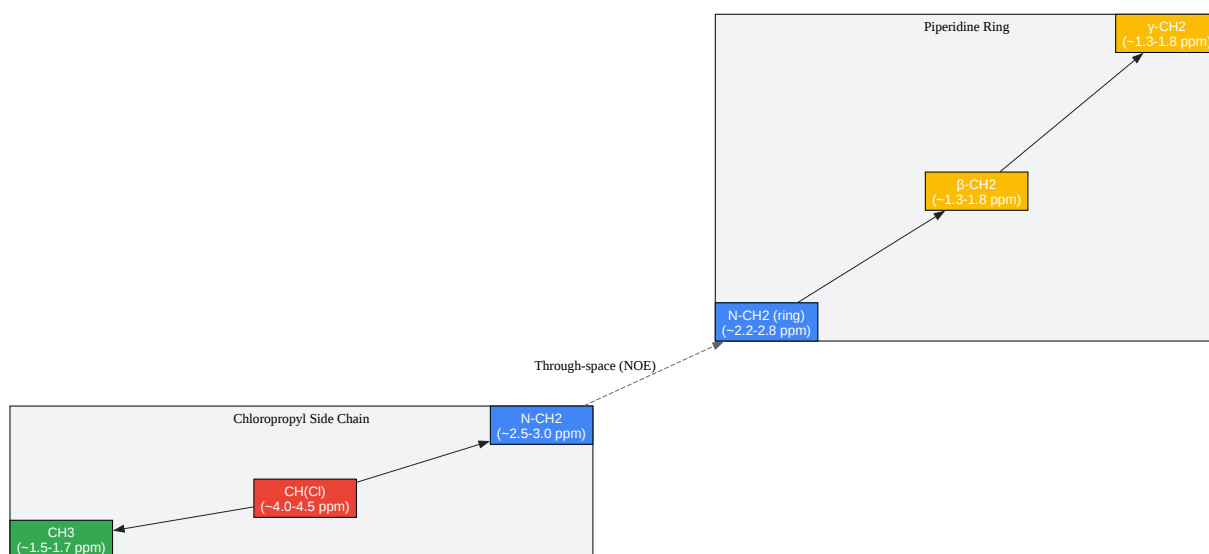 Piperidine Ring
γ-CH2
(~1.3-1.8 ppm)
β-CH2
(~1.3-1.8 ppm)
N-CH2 (ring)
(~2.2-2.8 ppm)
Through-space (NOE)
Chloropropyl Side Chain
N-CH2
(~2.5-3.0 ppm)
CH(Cl)
(~4.0-4.5 ppm)
CH3
(~1.5-1.7 ppm)